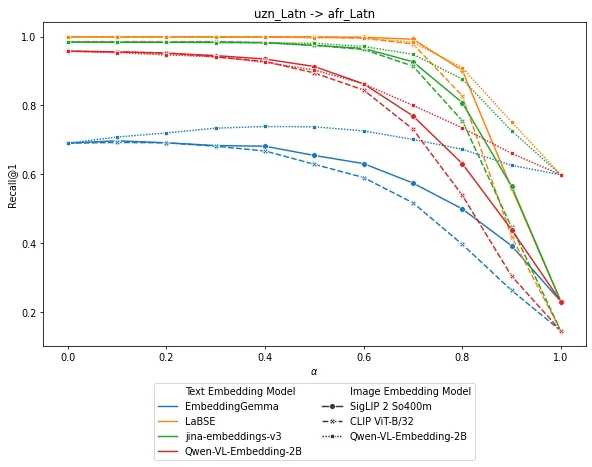 uzn_Latn -> afr_Latn
Recall@1
1.0
0.8
0.6
0.4
0.2
0.0
0.2
0.4
0.6
0.8
1.0
α
Text Embedding Model
EmbeddingGemma
LaBSE
jina-embeddings-v3
Qwen-VL-Embedding-2B
Image Embedding Model
SigLIP 2 So400m
CLIP ViT-B/32
Qwen-VL-Embedding-2B